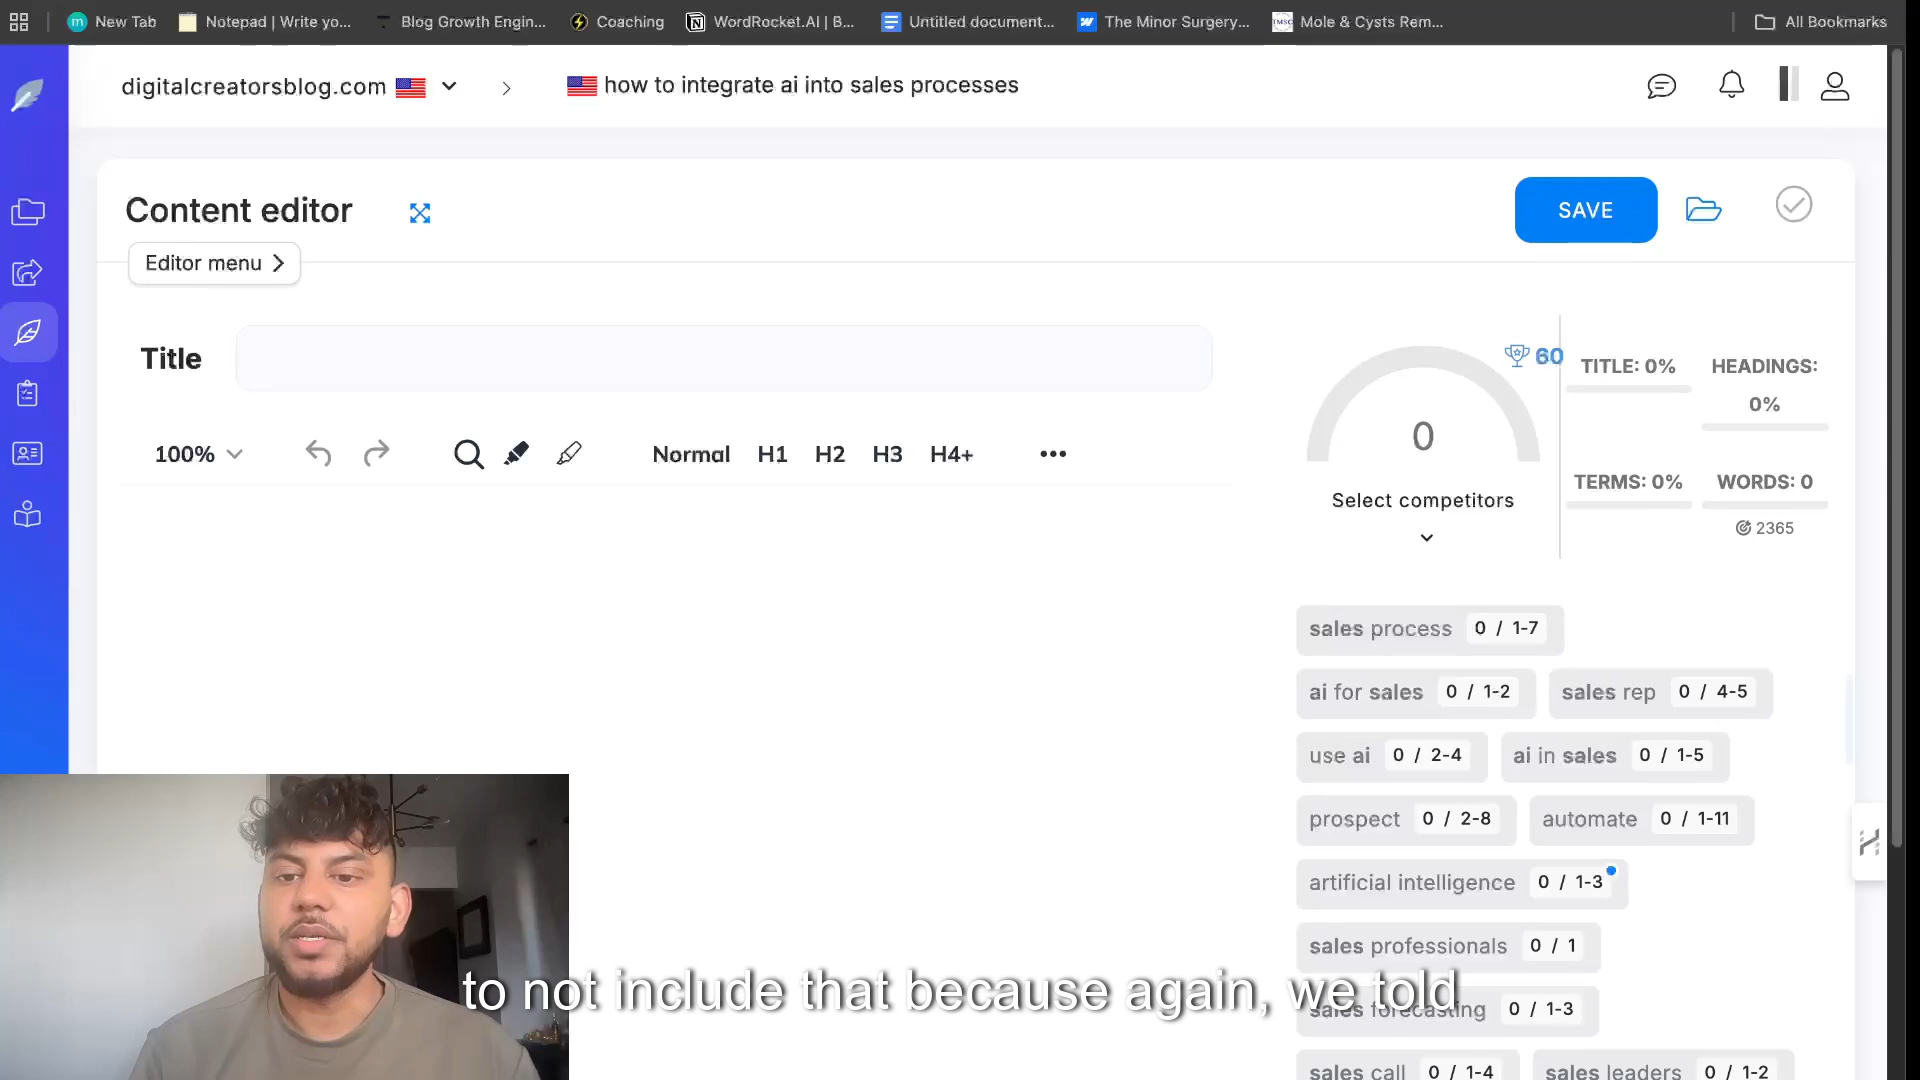 New Tab
Notepad | Write yo...
Blog Growth Engin...
Coaching
WordRocket.AI | B...
Untitled document...
The Minor Surgery...
TMSC
Mole & Cysts Rem...
All Bookmarks
digitalcreatorsblog.com
how to integrate ai into sales processes
Content editor
SAVE
Editor menu
Title
100%
Normal H1 H2 H3 H4+
60
0
Select competitors
TITLE: 0%
HEADINGS: 0%
TERMS: 0%
WORDS: 0
2365
sales process 0 / 1-7
ai for sales 0 / 1-2
sales rep 0 / 4-5
use ai 0 / 2-4
ai in sales 0 / 1-5
prospect 0 / 2-8
automate 0 / 1-11
artificial intelligence 0 / 1-3
sales professionals 0 / 1
to not include that because again, we told
sales forecasting 0 / 1-3
sales call 0 / 1-4
sales leaders 0 / 1-2